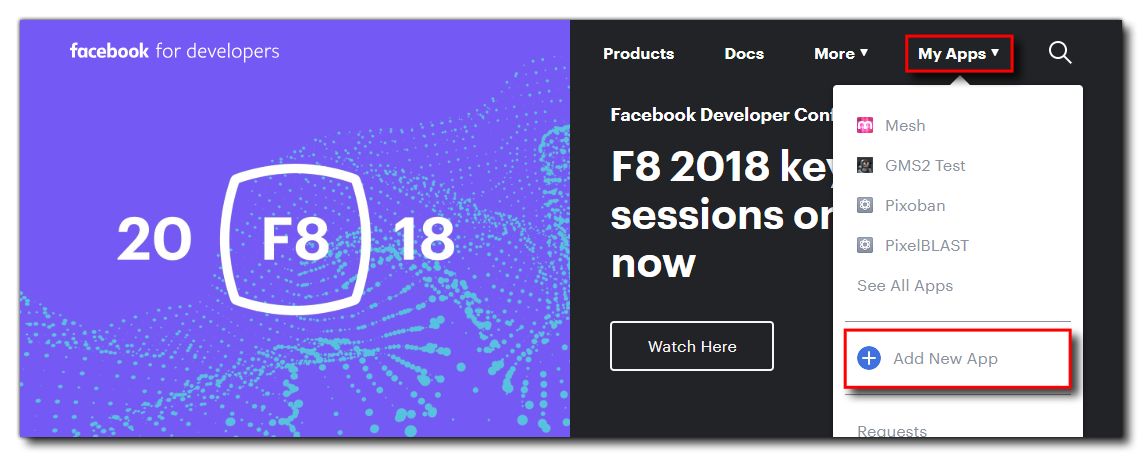 facebook for developers
Products Docs More My Apps
20 F8 18
Facebook Developer Conf
F8 2018 key
sessions on
now
Watch Here
Mesh
GMS2 Test
Pixoban
PixelBLAST
See All Apps
Add New App
Requests